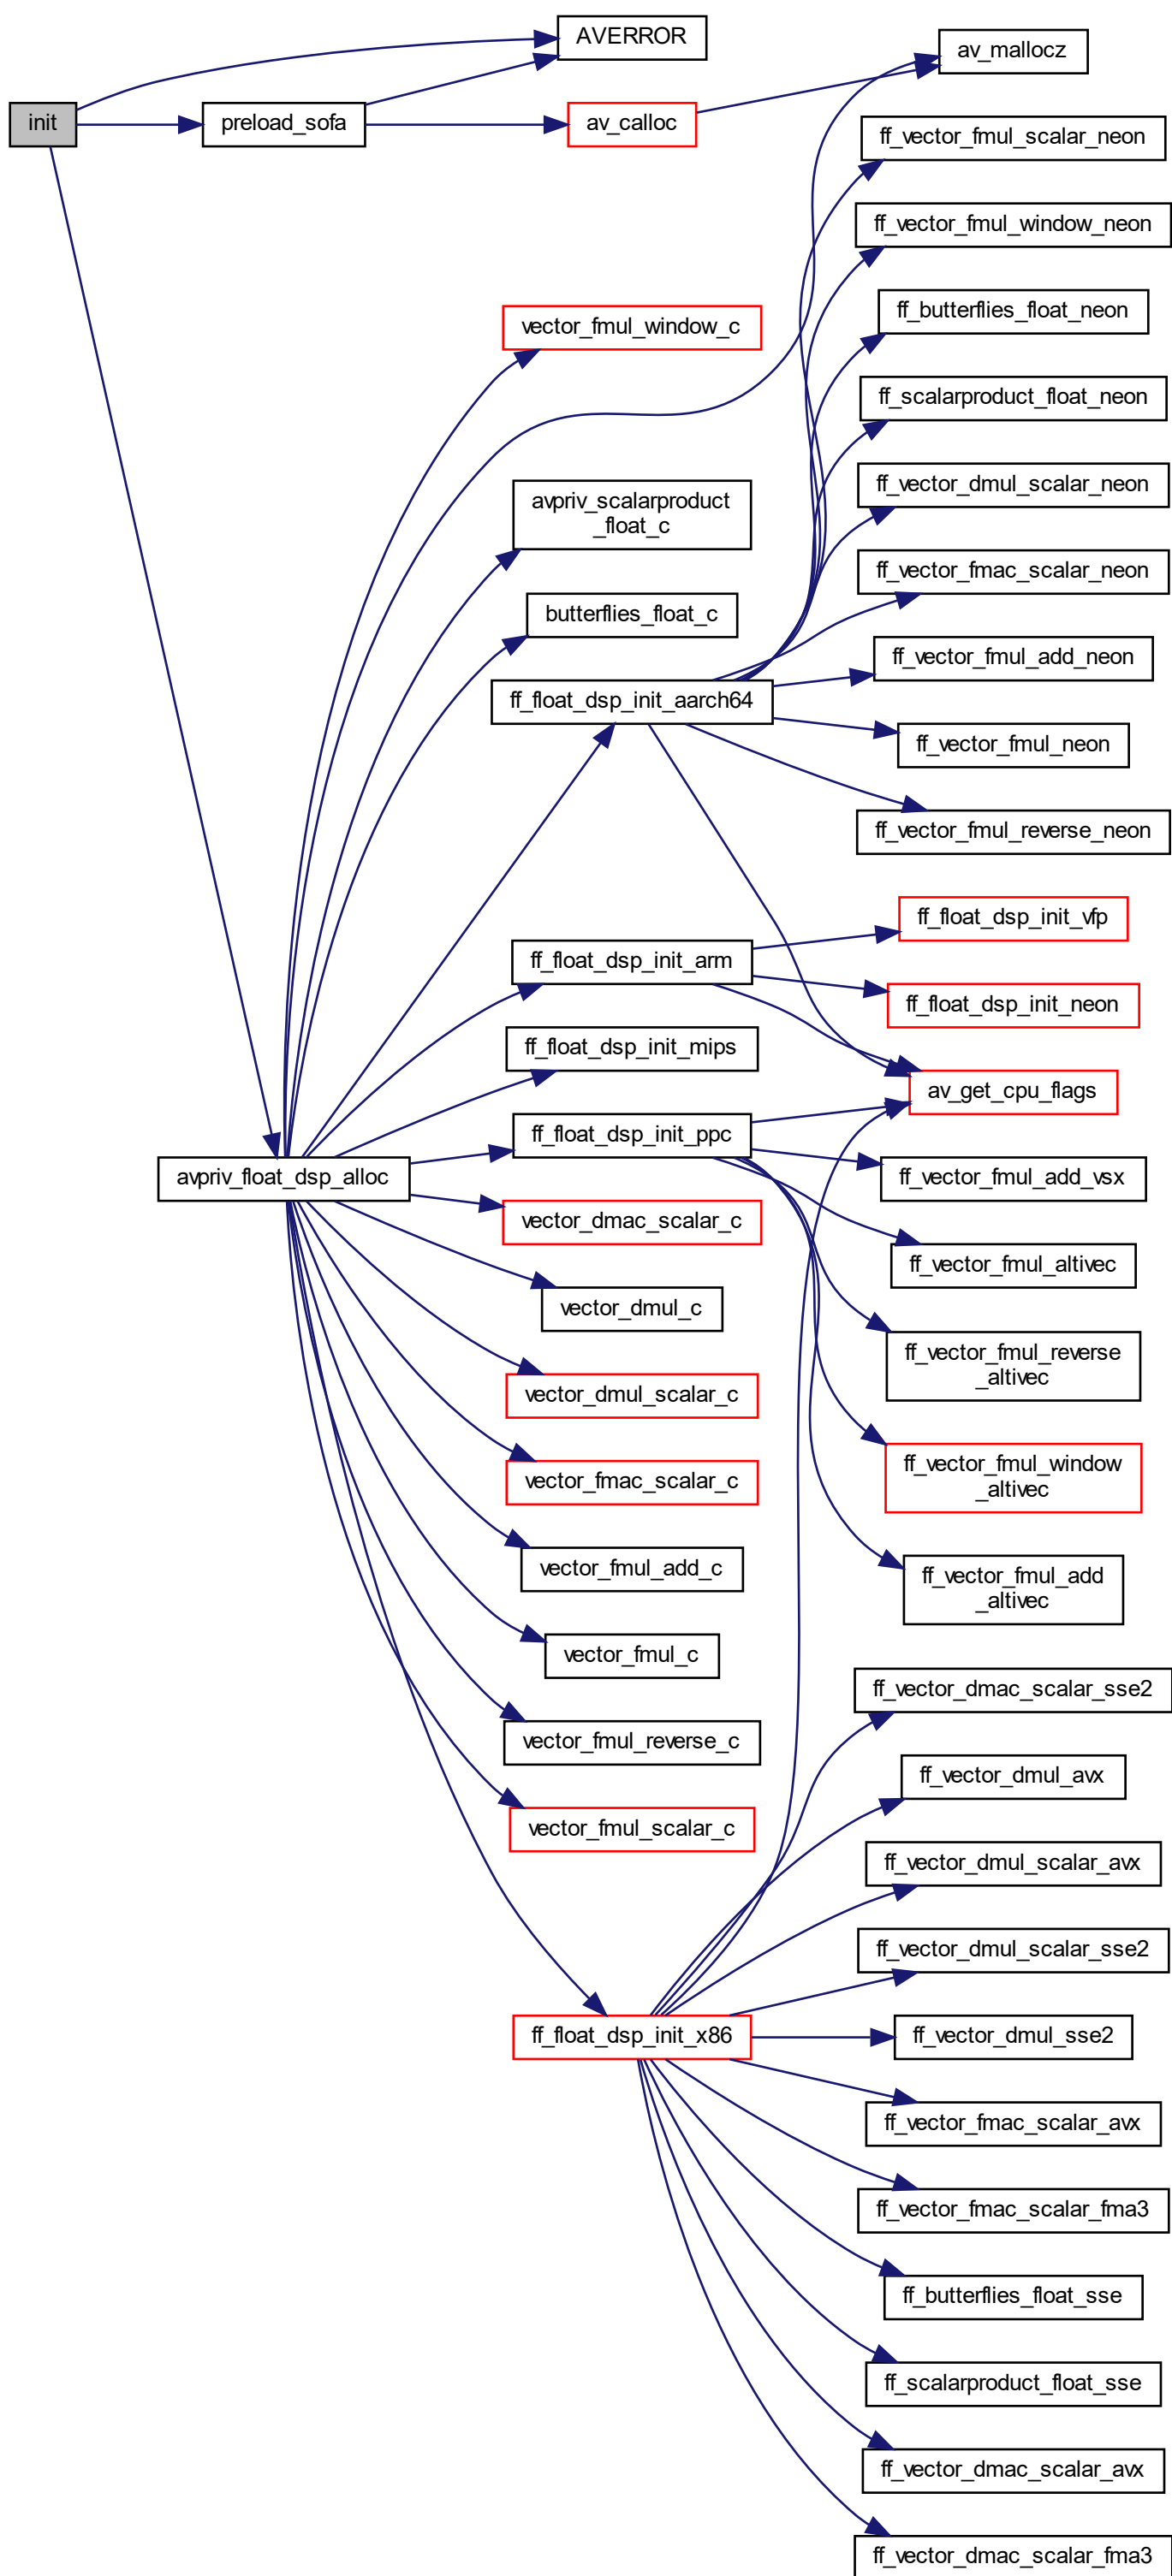 AVERROR
av_mallocz
init
preload_sofa
av_calloc
ff_vector_fmul_scalar_neon
ff_vector_fmul_window_neon
ff_butterflies_float_neon
vector_fmul_window_c
ff_scalarproduct_float_neon
ff_vector_dmul_scalar_neon
avpriv_scalarproduct
_float_c
ff_vector_fmac_scalar_neon
butterflies_float_c
ff_vector_fmul_add_neon
ff_float_dsp_init_aarch64
ff_vector_fmul_neon
ff_vector_fmul_reverse_neon
ff_float_dsp_init_vfp
ff_float_dsp_init_arm
ff_float_dsp_init_neon
ff_float_dsp_init_mips
av_get_cpu_flags
ff_float_dsp_init_ppc
avpriv_float_dsp_alloc
ff_vector_fmul_add_vsx
vector_dmac_scalar_c
ff_vector_fmul_altivec
vector_dmul_c
ff_vector_fmul_reverse
_altivec
vector_dmul_scalar_c
ff_vector_fmul_window
_altivec
vector_fmac_scalar_c
vector_fmul_add_c
ff_vector_fmul_add
_altivec
vector_fmul_c
ff_vector_dmac_scalar_sse2
vector_fmul_reverse_c
ff_vector_dmul_avx
vector_fmul_scalar_c
ff_vector_dmul_scalar_avx
ff_vector_dmul_scalar_sse2
ff_float_dsp_init_x86
ff_vector_dmul_sse2
ff_vector_fmac_scalar_avx
ff_vector_fmac_scalar_fma3
ff_butterflies_float_sse
ff_scalarproduct_float_sse
ff_vector_dmac_scalar_avx
ff_vector_dmac_scalar_fma3